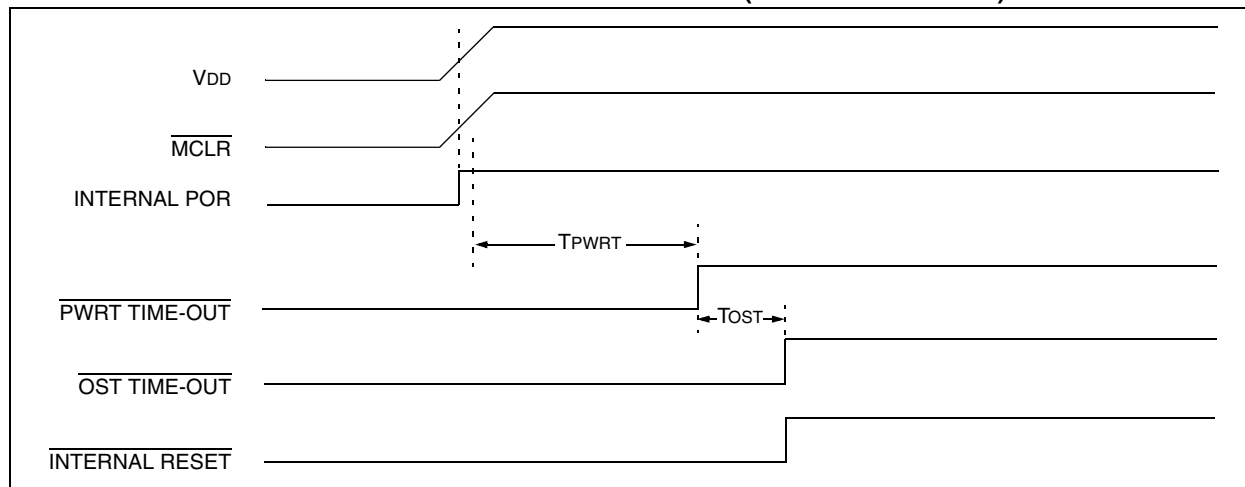 VDD
MCLR
INTERNAL POR
TPWRT
PWRT TIME-OUT
TOST
OST TIME-OUT
INTERNAL RESET